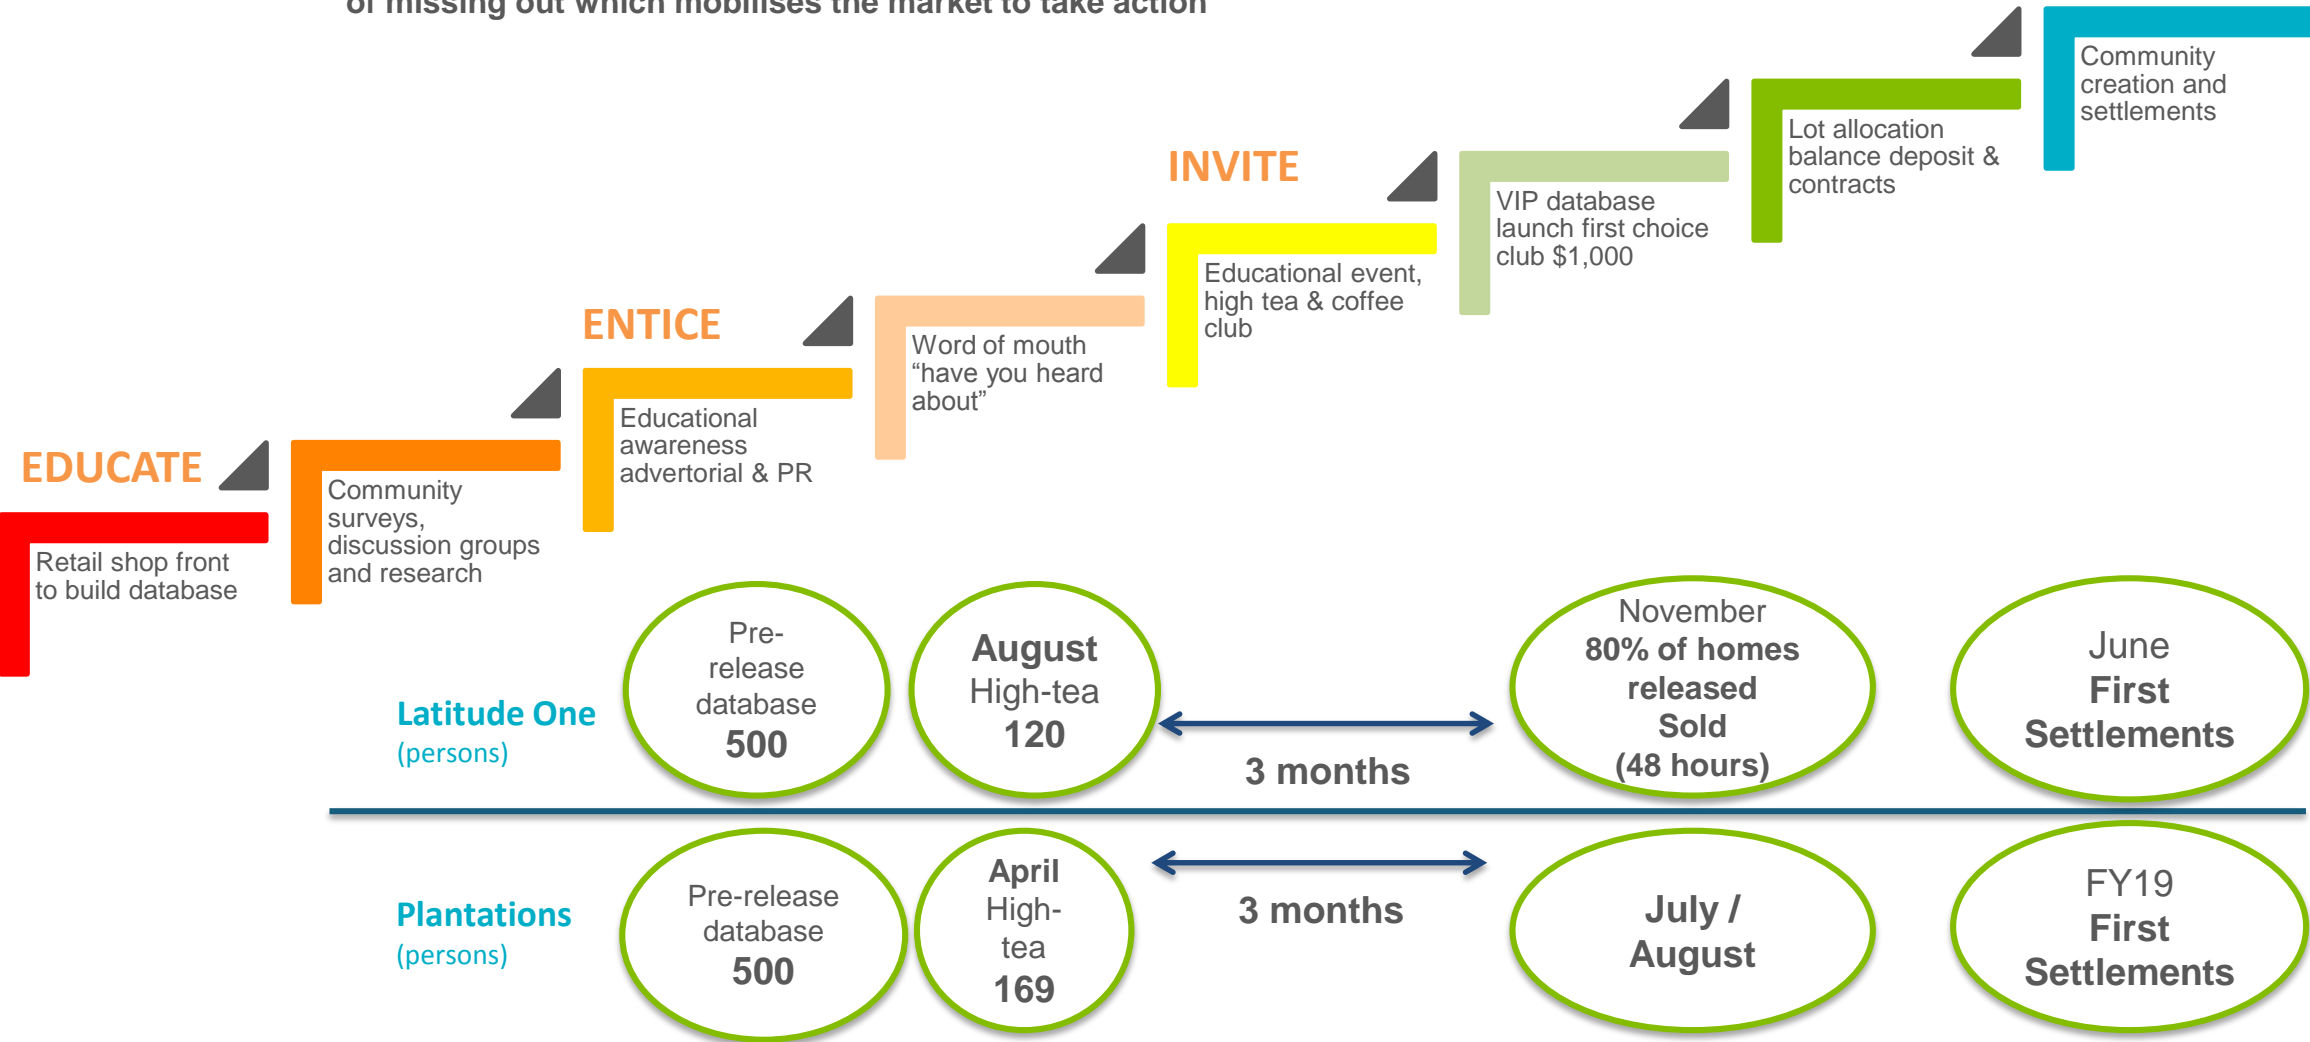 of missing out which mobilises the market to take action
Community
creation and
settlements
Lot allocation
balance deposit &
contracts
INVITE
VIP database
launch first choice
club $1,000
Educational event,
high tea & coffee
club
ENTICE
Word of mouth
“have you heard
about”
Educational
awareness
advertorial & PR
EDUCATE
Community
surveys,
discussion groups
and research
Retail shop front
to build database
Latitude One
(persons)
Pre-
release
database
500
August
High-tea
120
3 months
November
80% of homes
released
Sold
(48 hours)
June
First
Settlements
Plantations
(persons)
Pre-release
database
500
April
High-
tea
169
3 months
July /
August
FY19
First
Settlements